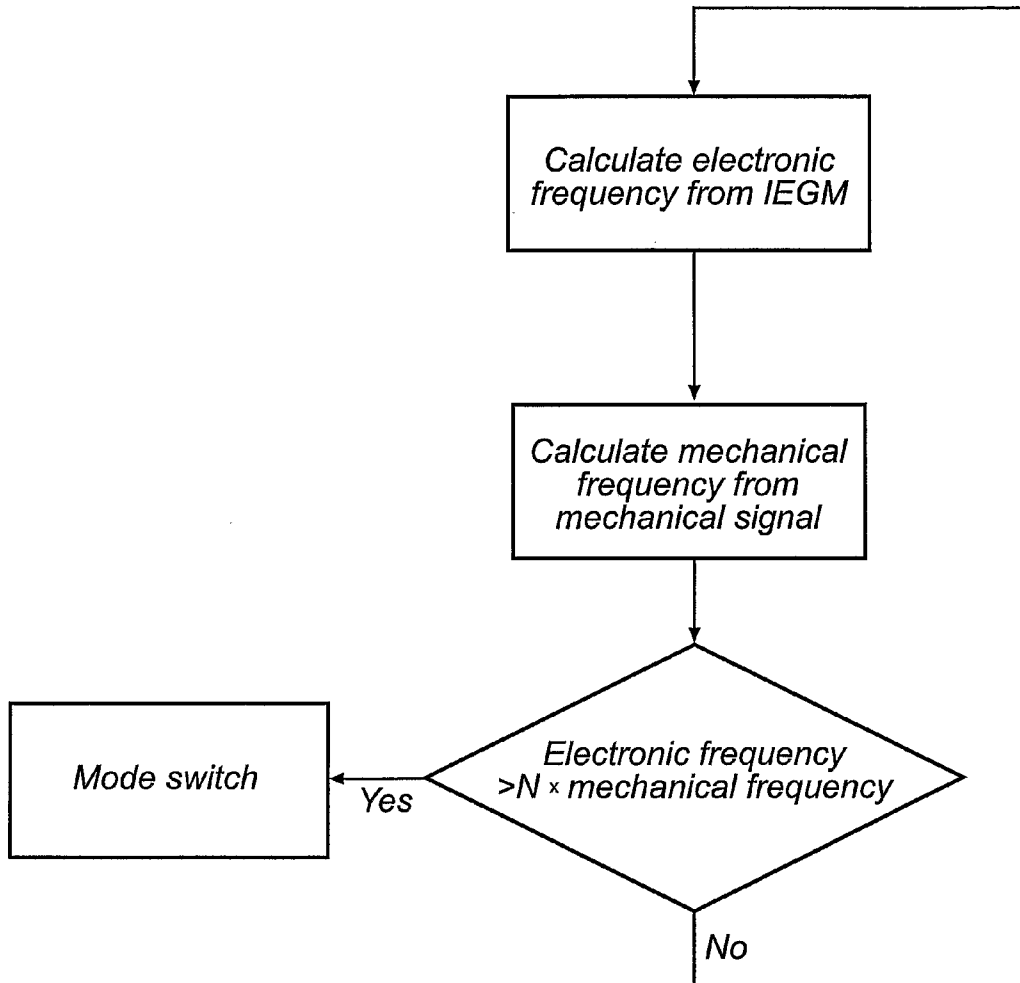 Calculate electronic
frequency from IEGM
Calculate mechanical
frequency from
mechanical signal
Electronic frequency
>N × mechanical frequency
Mode switch
Yes
No